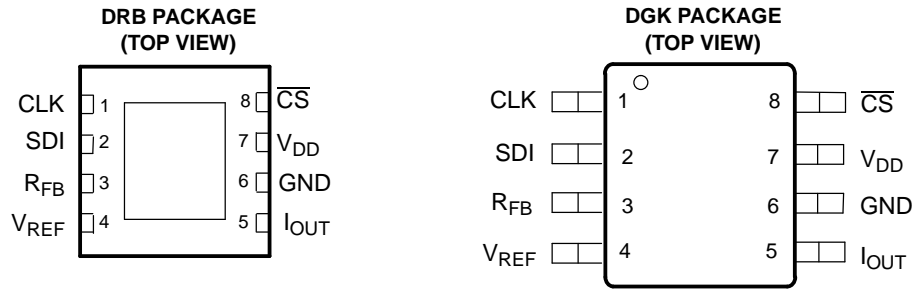 DRB PACKAGE
(TOP VIEW)
CLK 1 8 C̅S̅
SDI 2 7 VDD
RFB 3 6 GND
VREF 4 5 IOUT
DGK PACKAGE
(TOP VIEW)
CLK 1 8 C̅S̅
SDI 2 7 VDD
RFB 3 6 GND
VREF 4 5 IOUT